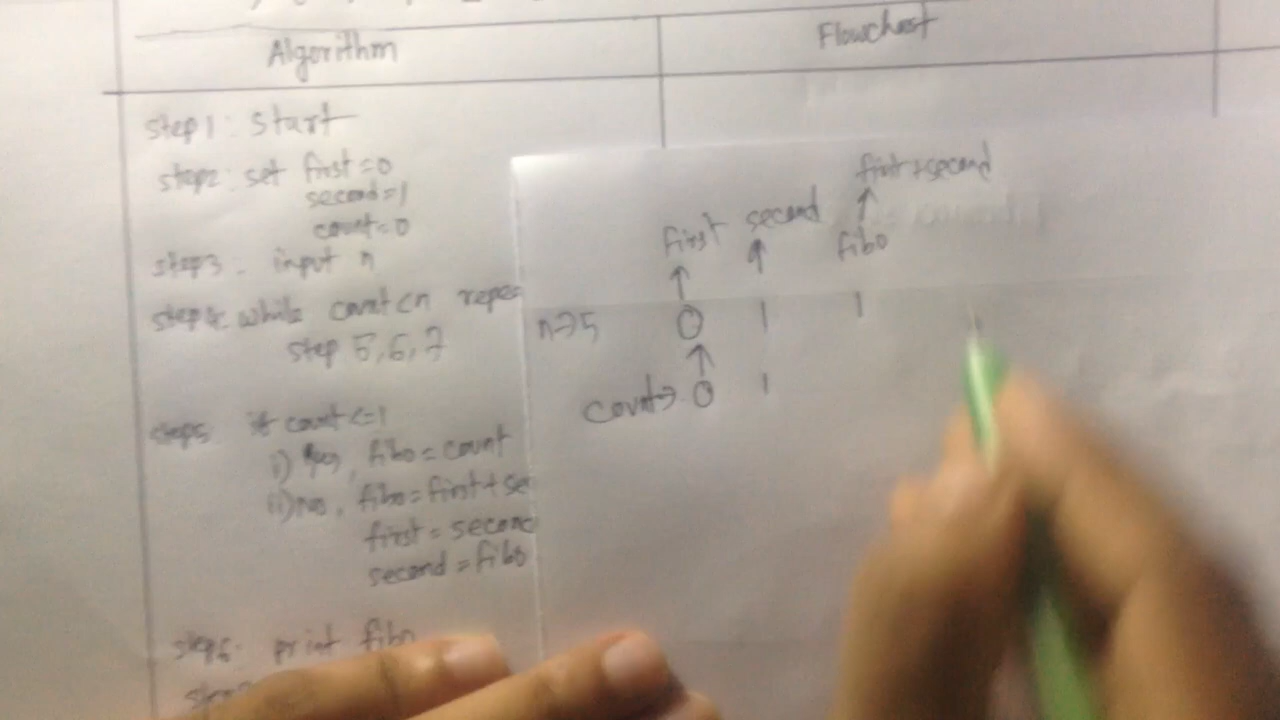 Algorithm
Flowchart
step1: start
step2: set first=0
second=1
count=0
step3: input n
step4: while count<n
step 5,6,7
step5 if count<=1
i) yes, fibo=count
ii) no, fibo=first+se
first=second
second=fibo
step6: print fibo
first+second
first second
fibo
n→5 0 1 1
count→ 0 1